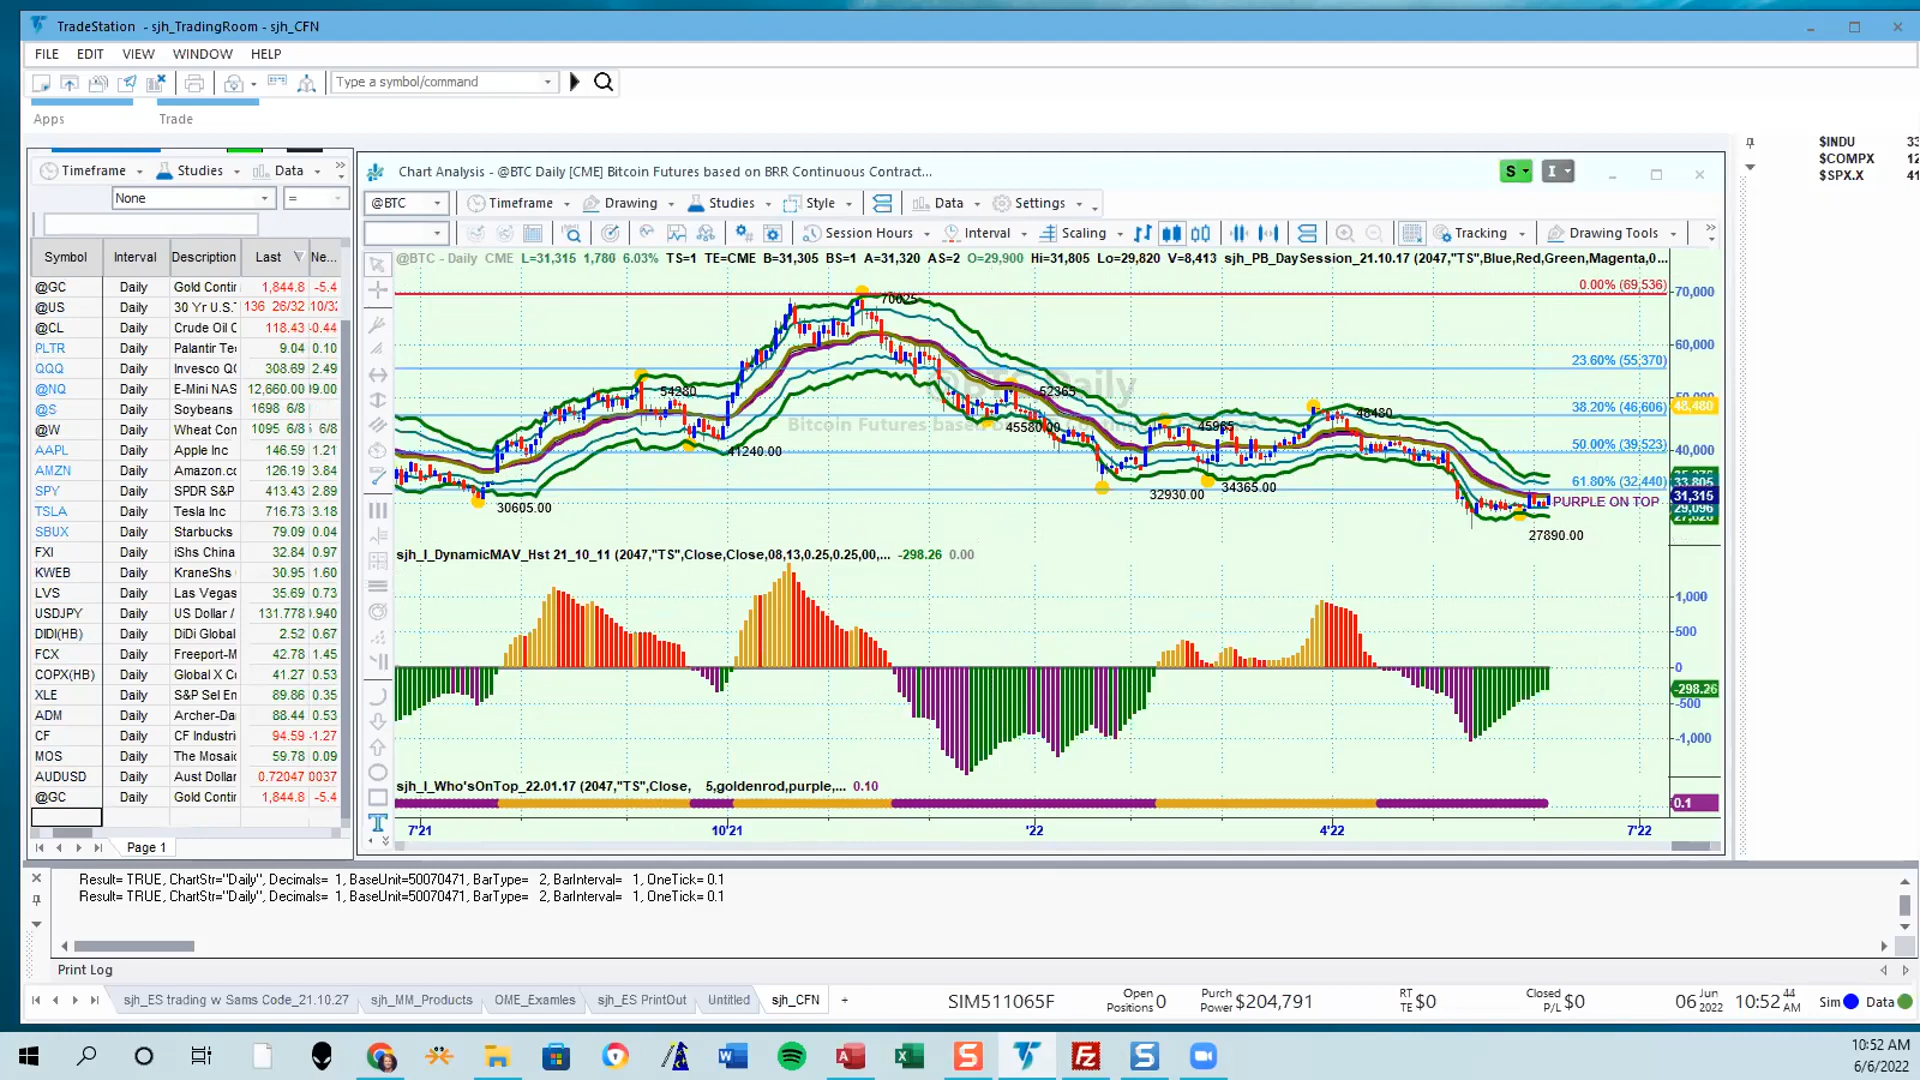 TradeStation - sjh_TradingRoom - sjh_CFN
FILE EDIT VIEW WINDOW HELP
Type a symbol/command
Apps Trade
$INDU 33
$COMPX 12
$SPX.X 41
Timeframe Studies Data
None =
Symbol Interval Description Last Ne...
@GC Daily Gold Contir 1,844.8 -5.4
@US Daily 30 Yr U.S. 136 26/32 10/32
@CL Daily Crude Oil C 118.43 -0.44
PLTR Daily Palantir Te 9.04 0.10
QQQ Daily Invesco QC 308.69 2.49
@NQ Daily E-Mini NAS 12,660.00 99.00
@S Daily Soybeans 1698 6/8
@W Daily Wheat Con 1095 6/8 6/8
AAPL Daily Apple Inc 146.59 1.21
AMZN Daily Amazon.co 126.19 3.84
SPY Daily SPDR S&P 413.43 2.89
TSLA Daily Tesla Inc 716.73 3.18
SBUX Daily Starbucks 79.09 0.04
FXI Daily iShs China 32.84 0.97
KWEB Daily KraneShs 30.95 1.60
LVS Daily Las Vegas 35.69 0.73
USDJPY Daily US Dollar / 131.778 .940
DIDI(HB) Daily DiDi Global 2.52 0.67
FCX Daily Freeport-M 42.78 1.45
COPX(HB) Daily Global X Cu 41.27 0.53
XLE Daily S&P Sel En 89.86 0.35
ADM Daily Archer-Da 88.44 0.53
CF Daily CF Industri 94.59 -1.27
MOS Daily The Mosaic 59.78 0.09
AUDUSD Daily Aust Dollar 0.72047 0037
@GC Daily Gold Contir 1,844.8 -5.4
Page 1
Chart Analysis - @BTC Daily [CME] Bitcoin Futures based on BRR Continuous Contract...
S I
@BTC Timeframe Drawing Studies Style Data Settings
Session Hours Interval Scaling Tracking Drawing Tools
@BTC - Daily CME L=31,315 1,780 6.03% TS=1 TE=CME B=31,305 BS=1 A=31,320 AS=2 O=29,900 Hi=31,805 Lo=29,820 V=8,413 sjh_PB_DaySession_21.10.17 (2047,"TS",Blue,Red,Green,Magenta,0...
0.00% (69,536)
70,000
70025
60,000
23.60% (55,370)
54280
52365
38.20% (46,606)
48,480
48480
45580.00
45965
41240.00
50.00% (39,523)
40,000
61.80% (32,440)
33,805
31,315
29,096
32930.00
34365.00
30605.00
PURPLE ON TOP
27890.00
sjh_I_DynamicMAV_Hst 21_10_11 (2047,"TS",Close,Close,08,13,0.25,0.25,00,... -298.26 0.00
1,000
500
0
-298.26
-500
-1,000
sjh_I_Who'sOnTop_22.01.17 (2047,"TS",Close, 5,goldenrod,purple,... 0.10
0.1
7'21 10'21 '22 4'22 7'22
Result= TRUE, ChartStr="Daily", Decimals= 1, BaseUnit=50070471, BarType= 2, BarInterval= 1, OneTick= 0.1
Result= TRUE, ChartStr="Daily", Decimals= 1, BaseUnit=50070471, BarType= 2, BarInterval= 1, OneTick= 0.1
Print Log
sjh_ES trading w Sams Code_21.10.27 sjh_MM_Products OME_Examles sjh_ES PrintOut Untitled sjh_CFN +
SIM511065F Open Positions 0 Purch Power $204,791 RT TE $0 Closed P/L $0 06 Jun 2022 10:52 44 AM Sim Data
10:52 AM
6/6/2022